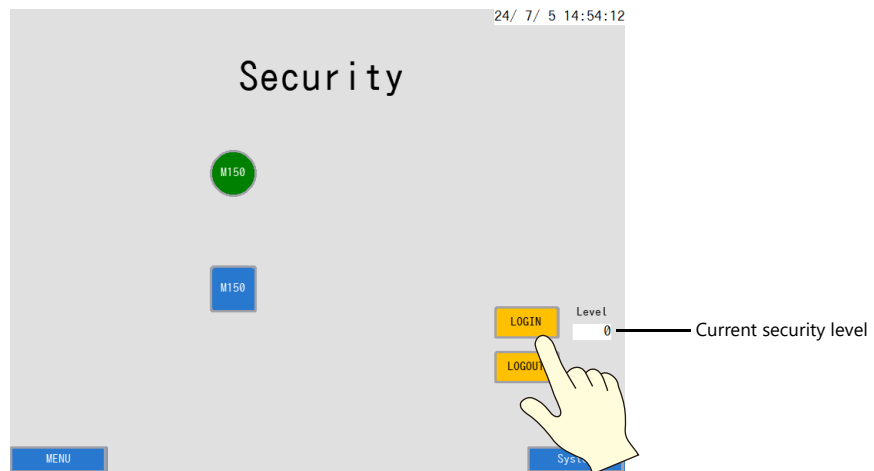 24/ 7/ 5 14:54:12
Security
M150
M150
LOGIN
Level
0
Current security level
LOGOUT
MENU